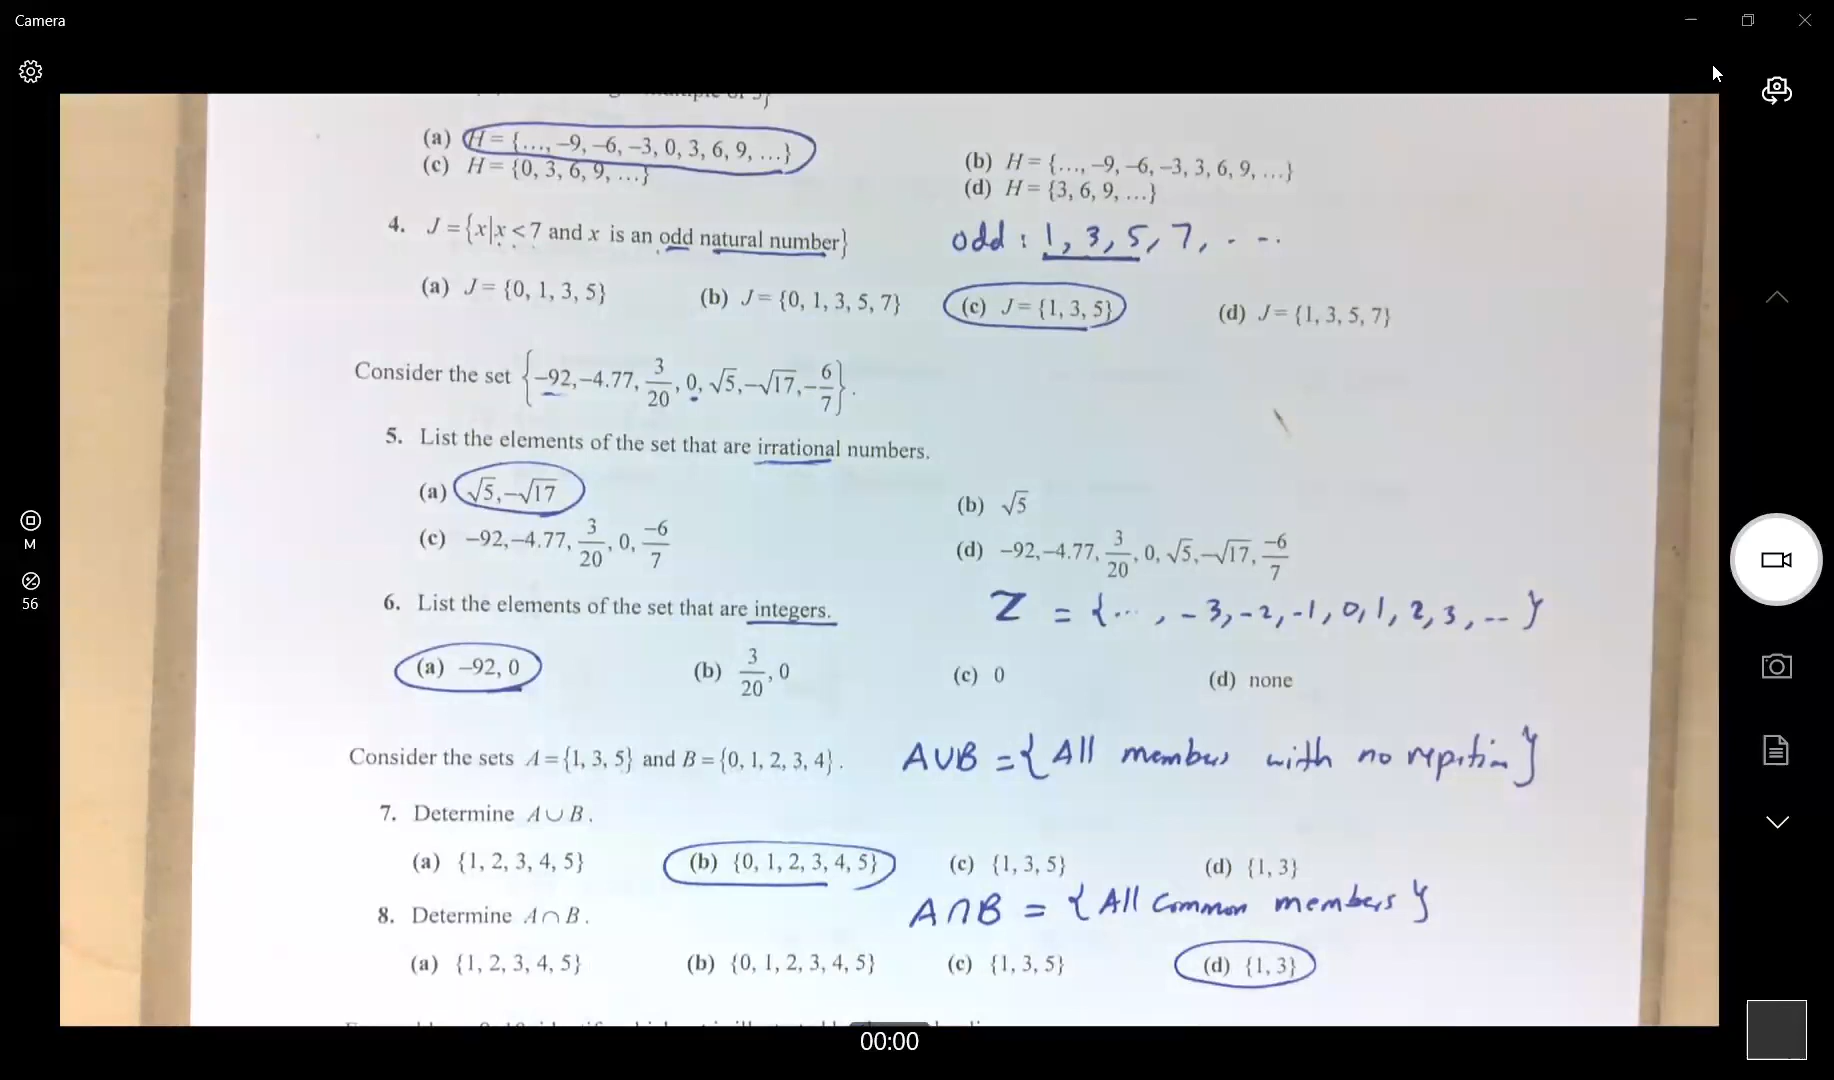 Camera
(a) H = {..., –9, –6, –3, 0, 3, 6, 9, ...}
(b) H = {..., –9, –6, –3, 3, 6, 9, ...}
(c) H = {0, 3, 6, 9, ...}
(d) H = {3, 6, 9, ...}
4. J = {x|x < 7 and x is an odd natural number}
odd : 1, 3, 5, 7, - - -
(a) J = {0, 1, 3, 5} (b) J = {0, 1, 3, 5, 7} (c) J = {1, 3, 5} (d) J = {1, 3, 5, 7}
Consider the set {–92, –4.77, 3/20, 0, √5, –√17, –6/7}.
5. List the elements of the set that are irrational numbers.
(a) √5, –√17 (b) √5
(c) –92, –4.77, 3/20, 0, –6/7 (d) –92, –4.77, 3/20, 0, √5, –√17, –6/7
6. List the elements of the set that are integers.
Z = {..., -3, -2, -1, 0, 1, 2, 3, --}
(a) –92, 0 (b) 3/20, 0 (c) 0 (d) none
Consider the sets A = {1, 3, 5} and B = {0, 1, 2, 3, 4}.
A∪B = {All members with no }
7. Determine A ∪ B.
(a) {1, 2, 3, 4, 5} (b) {0, 1, 2, 3, 4, 5} (c) {1, 3, 5} (d) {1, 3}
8. Determine A ∩ B.
A∩B = {All Common members}
(a) {1, 2, 3, 4, 5} (b) {0, 1, 2, 3, 4, 5} (c) {1, 3, 5} (d) {1, 3}
M
56
00:00